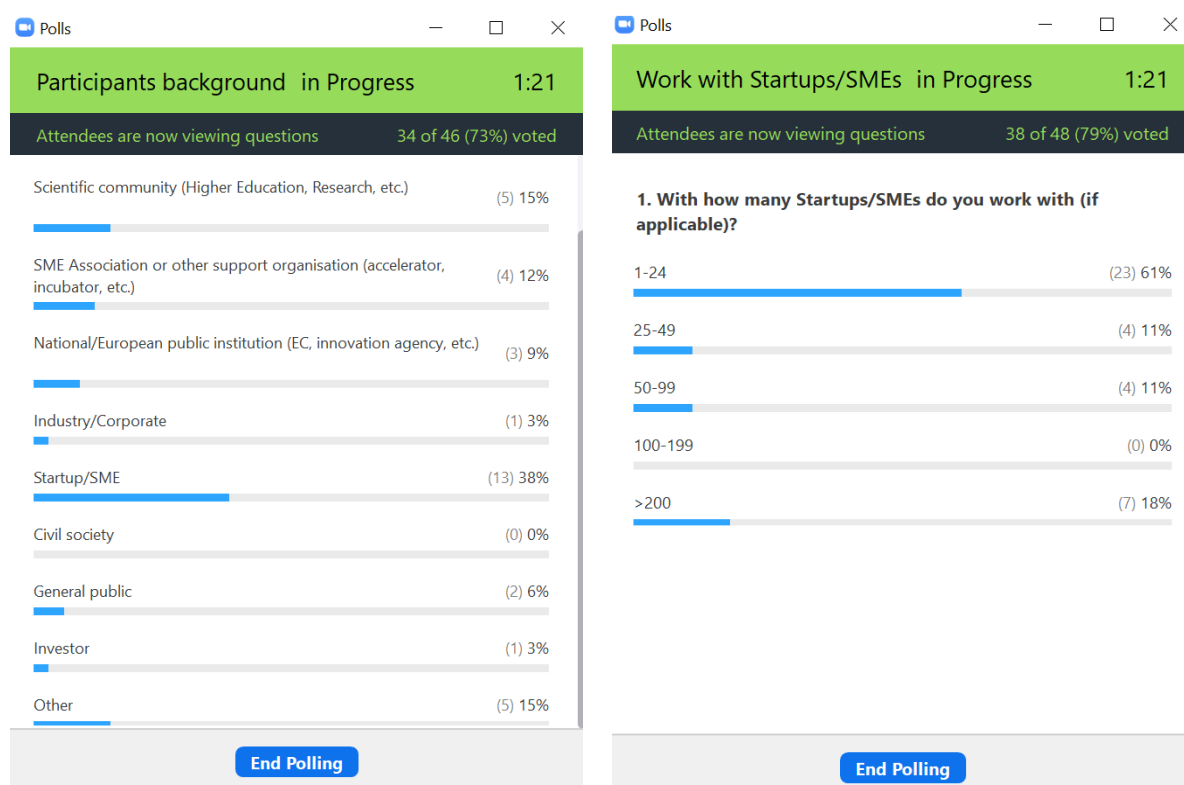 Polls
Participants background in Progress 1:21
Attendees are now viewing questions 34 of 46 (73%) voted
Scientific community (Higher Education, Research, etc.) (5) 15%
SME Association or other support organisation (accelerator,
incubator, etc.) (4) 12%
National/European public institution (EC, innovation agency, etc.) (3) 9%
Industry/Corporate (1) 3%
Startup/SME (13) 38%
Civil society (0) 0%
General public (2) 6%
Investor (1) 3%
Other (5) 15%
End Polling
Polls
Work with Startups/SMEs in Progress 1:21
Attendees are now viewing questions 38 of 48 (79%) voted
1. With how many Startups/SMEs do you work with (if
applicable)?
1-24 (23) 61%
25-49 (4) 11%
50-99 (4) 11%
100-199 (0) 0%
>200 (7) 18%
End Polling